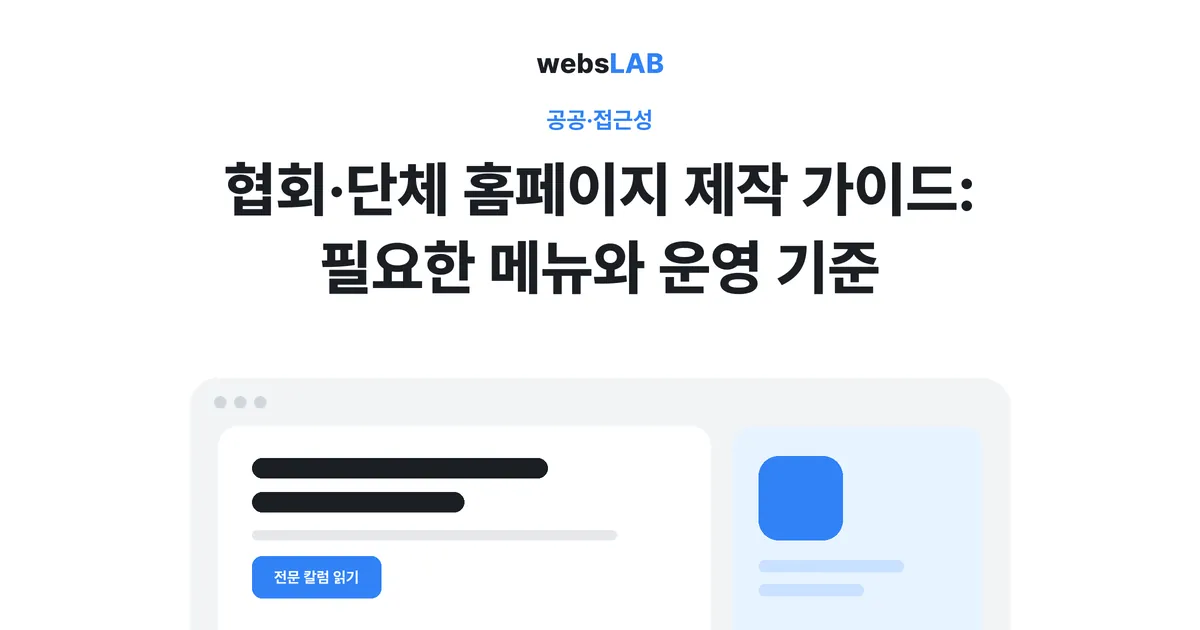 websLAB
공공·접근성
협회·단체 홈페이지 제작 가이드:
필요한 메뉴와 운영 기준
전문 칼럼 읽기